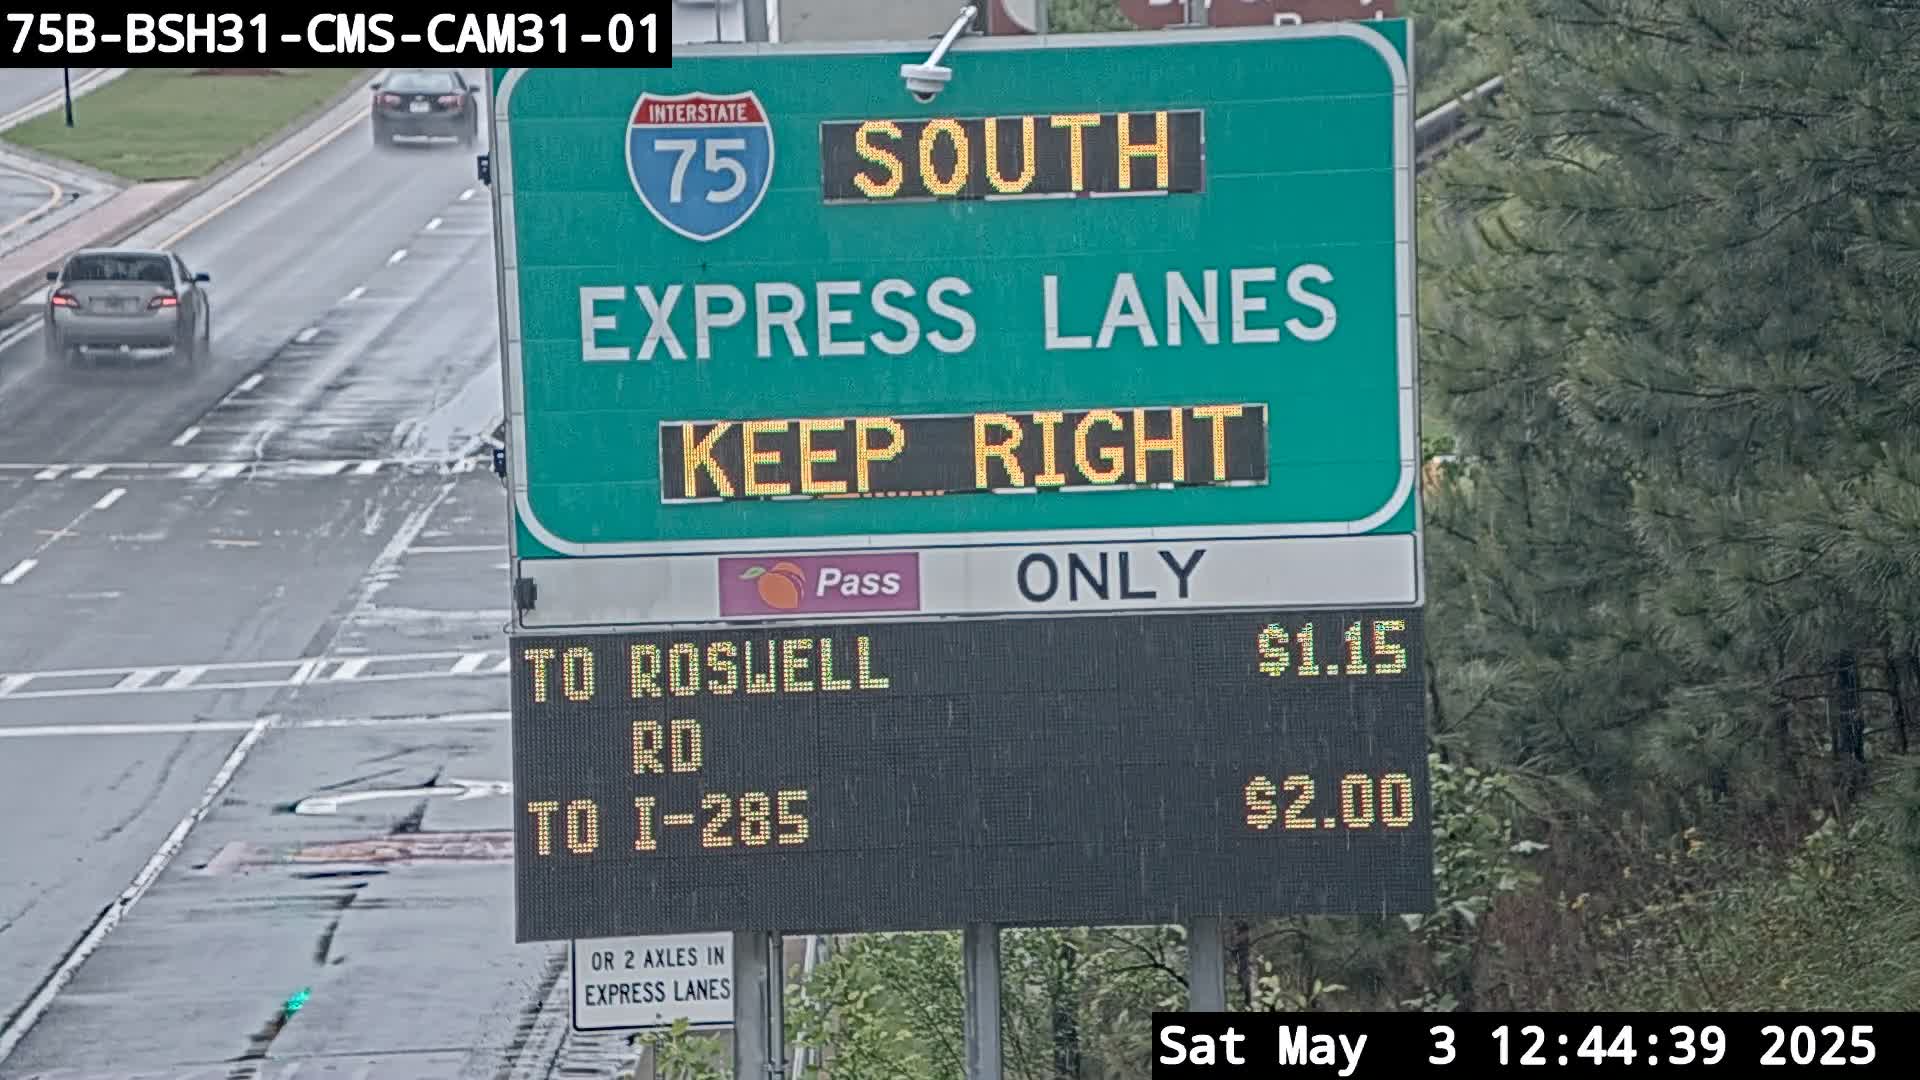 75B-BSH31-CMS-CAM31-01
INTERSTATE
75
SOUTH
EXPRESS LANES
KEEP RIGHT
Pass
ONLY
TO ROSWELL $1.15
RD
TO I-285 $2.00
OR 2 AXLES IN
EXPRESS LANES
Sat May 3 12:44:39 2025